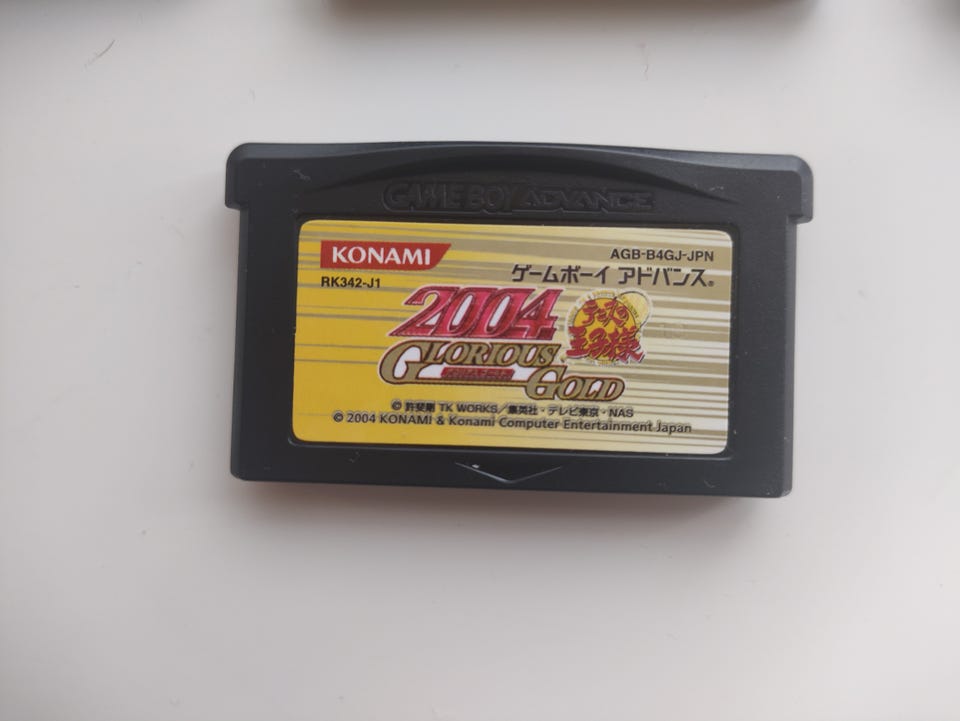 GAME BOY ADVANCE
KONAMI
AGB-B4GJ-JPN
RK342-J1
ゲームボーイ アドバンス®
2004
テニスの
王子様
GLORIOUS
GOLD
© 許斐剛 TK WORKS／集英社・テレビ東京・NAS
© 2004 KONAMI & Konami Computer Entertainment Japan